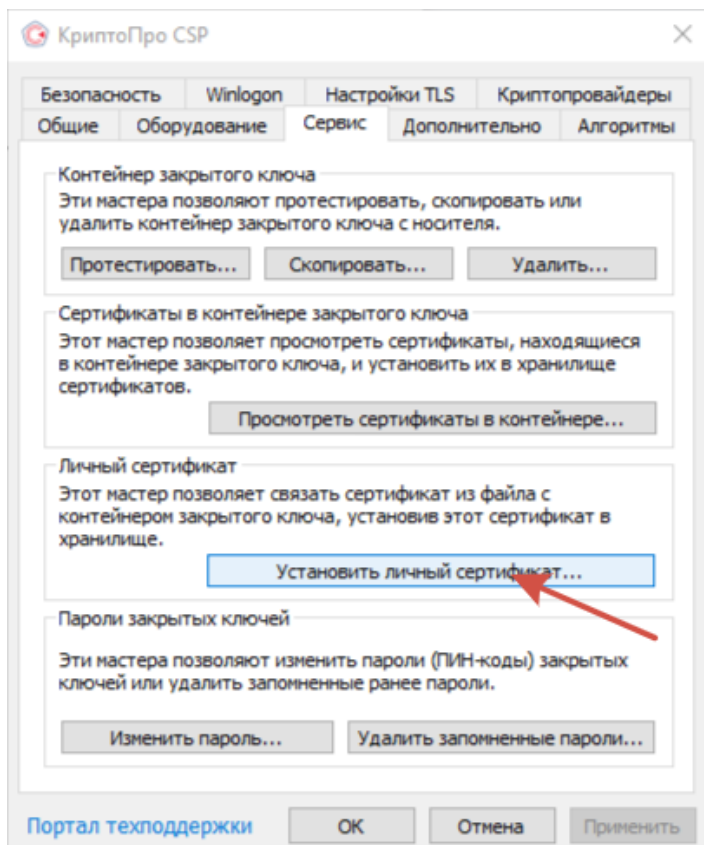 КриптоПро CSP
Безопасность Winlogon Настройки TLS Криптопровайдеры
Общие Оборудование Сервис Дополнительно Алгоритмы
Контейнер закрытого ключа
Эти мастера позволяют протестировать, скопировать или
удалить контейнер закрытого ключа с носителя.
Протестировать... Скопировать... Удалить...
Сертификаты в контейнере закрытого ключа
Этот мастер позволяет просмотреть сертификаты, находящиеся
в контейнере закрытого ключа, и установить их в хранилище
сертификатов.
Просмотреть сертификаты в контейнере...
Личный сертификат
Этот мастер позволяет связать сертификат из файла с
контейнером закрытого ключа, установив этот сертификат в
хранилище.
Установить личный сертификат...
Пароли закрытых ключей
Эти мастера позволяют изменить пароли (ПИН-коды) закрытых
ключей или удалить запомненные ранее пароли.
Изменить пароль... Удалить запомненные пароли...
Портал техподдержки ОК Отмена Применить